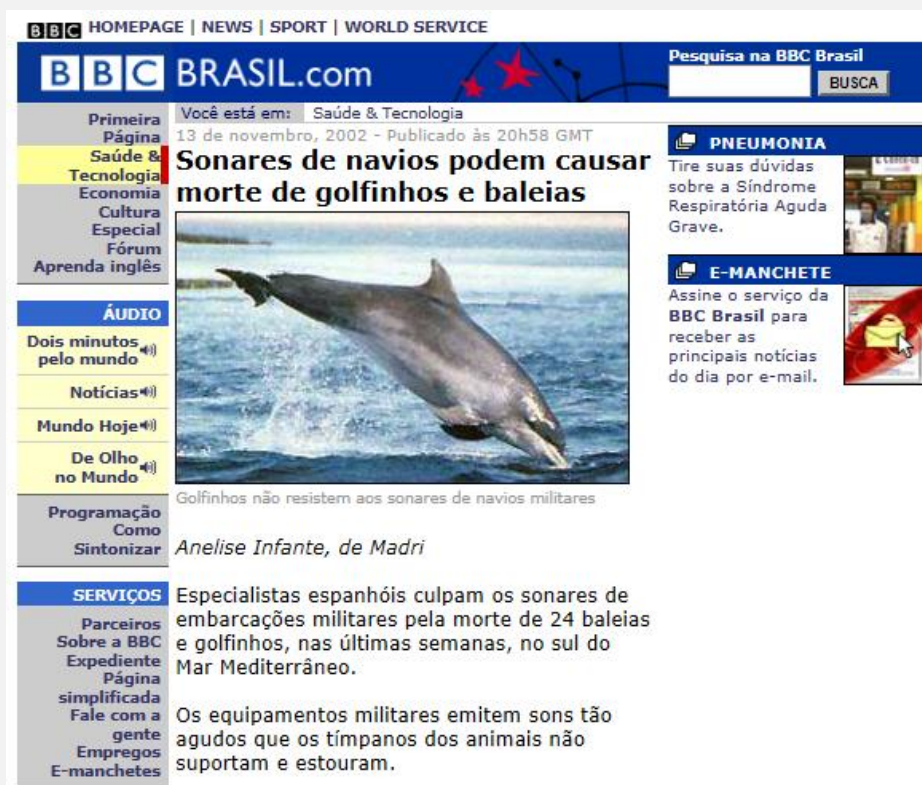 BBC HOMEPAGE | NEWS | SPORT | WORLD SERVICE
BBC BRASIL.com
Pesquisa na BBC Brasil
BUSCA
Você está em: Saúde & Tecnologia
Primeira
Página
Saúde &
Tecnologia
Economia
Cultura
Especial
Fórum
Aprenda inglês
ÁUDIO
Dois minutos
pelo mundo
Notícias
Mundo Hoje
De Olho
no Mundo
Programação
Como
Sintonizar
SERVIÇOS
Parceiros
Sobre a BBC
Expediente
Página
simplificada
Fale com a
gente
Empregos
E-manchetes
13 de novembro, 2002 - Publicado às 20h58 GMT
Sonares de navios podem causar
morte de golfinhos e baleias
Golfinhos não resistem aos sonares de navios militares
Anelise Infante, de Madri
Especialistas espanhóis culpam os sonares de
embarcações militares pela morte de 24 baleias
e golfinhos, nas últimas semanas, no sul do
Mar Mediterrâneo.
Os equipamentos militares emitem sons tão
agudos que os tímpanos dos animais não
suportam e estouram.
PNEUMONIA
Tire suas dúvidas
sobre a Síndrome
Respiratória Aguda
Grave.
E-MANCHETE
Assine o serviço da
BBC Brasil para
receber as
principais notícias
do dia por e-mail.